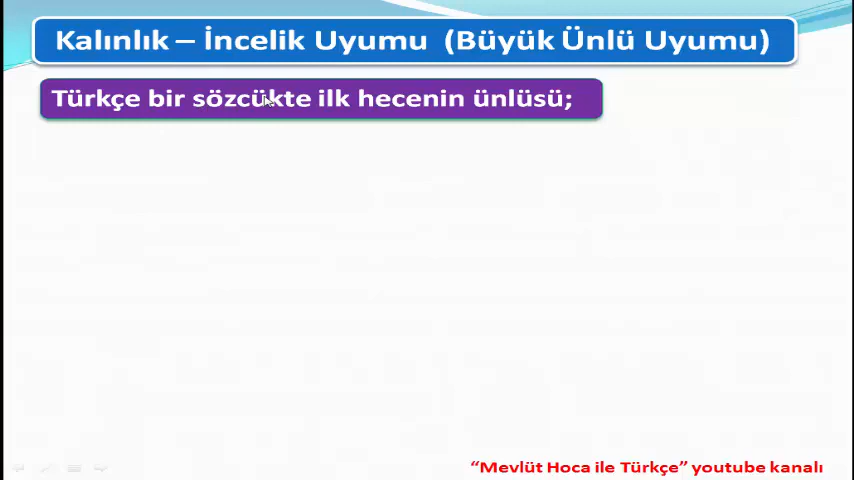 Kalınlık – İncelik Uyumu (Büyük Ünlü Uyumu)
Türkçe bir sözcükte ilk hecenin ünlüsü;
“Mevlüt Hoca ile Türkçe” youtube kanalı